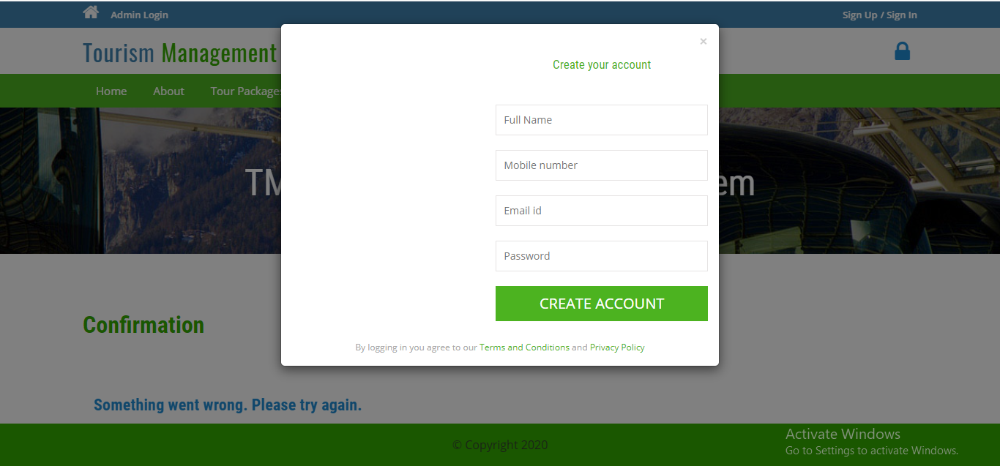 Admin Login
Sign Up / Sign In
Tourism Management
×
Create your account
Home About Tour Packages
Full Name
Mobile number
TM
em
Email id
Password
CREATE ACCOUNT
Confirmation
By logging in you agree to our Terms and Conditions and Privacy Policy
Something went wrong. Please try again.
© Copyright 2020
Activate Windows
Go to Settings to activate Windows.